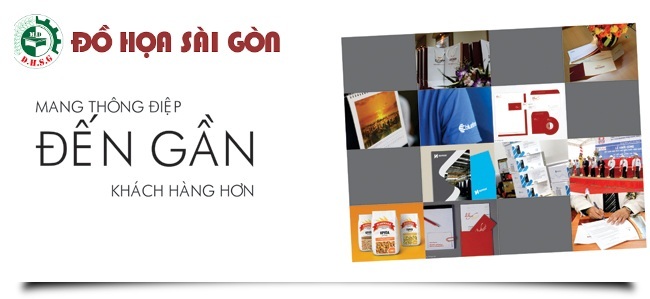 M D
D.H.S.G
ĐỒ HỌA SÀI GÒN
MANG THÔNG ĐIỆP
ĐẾN GẦN
KHÁCH HÀNG HƠN